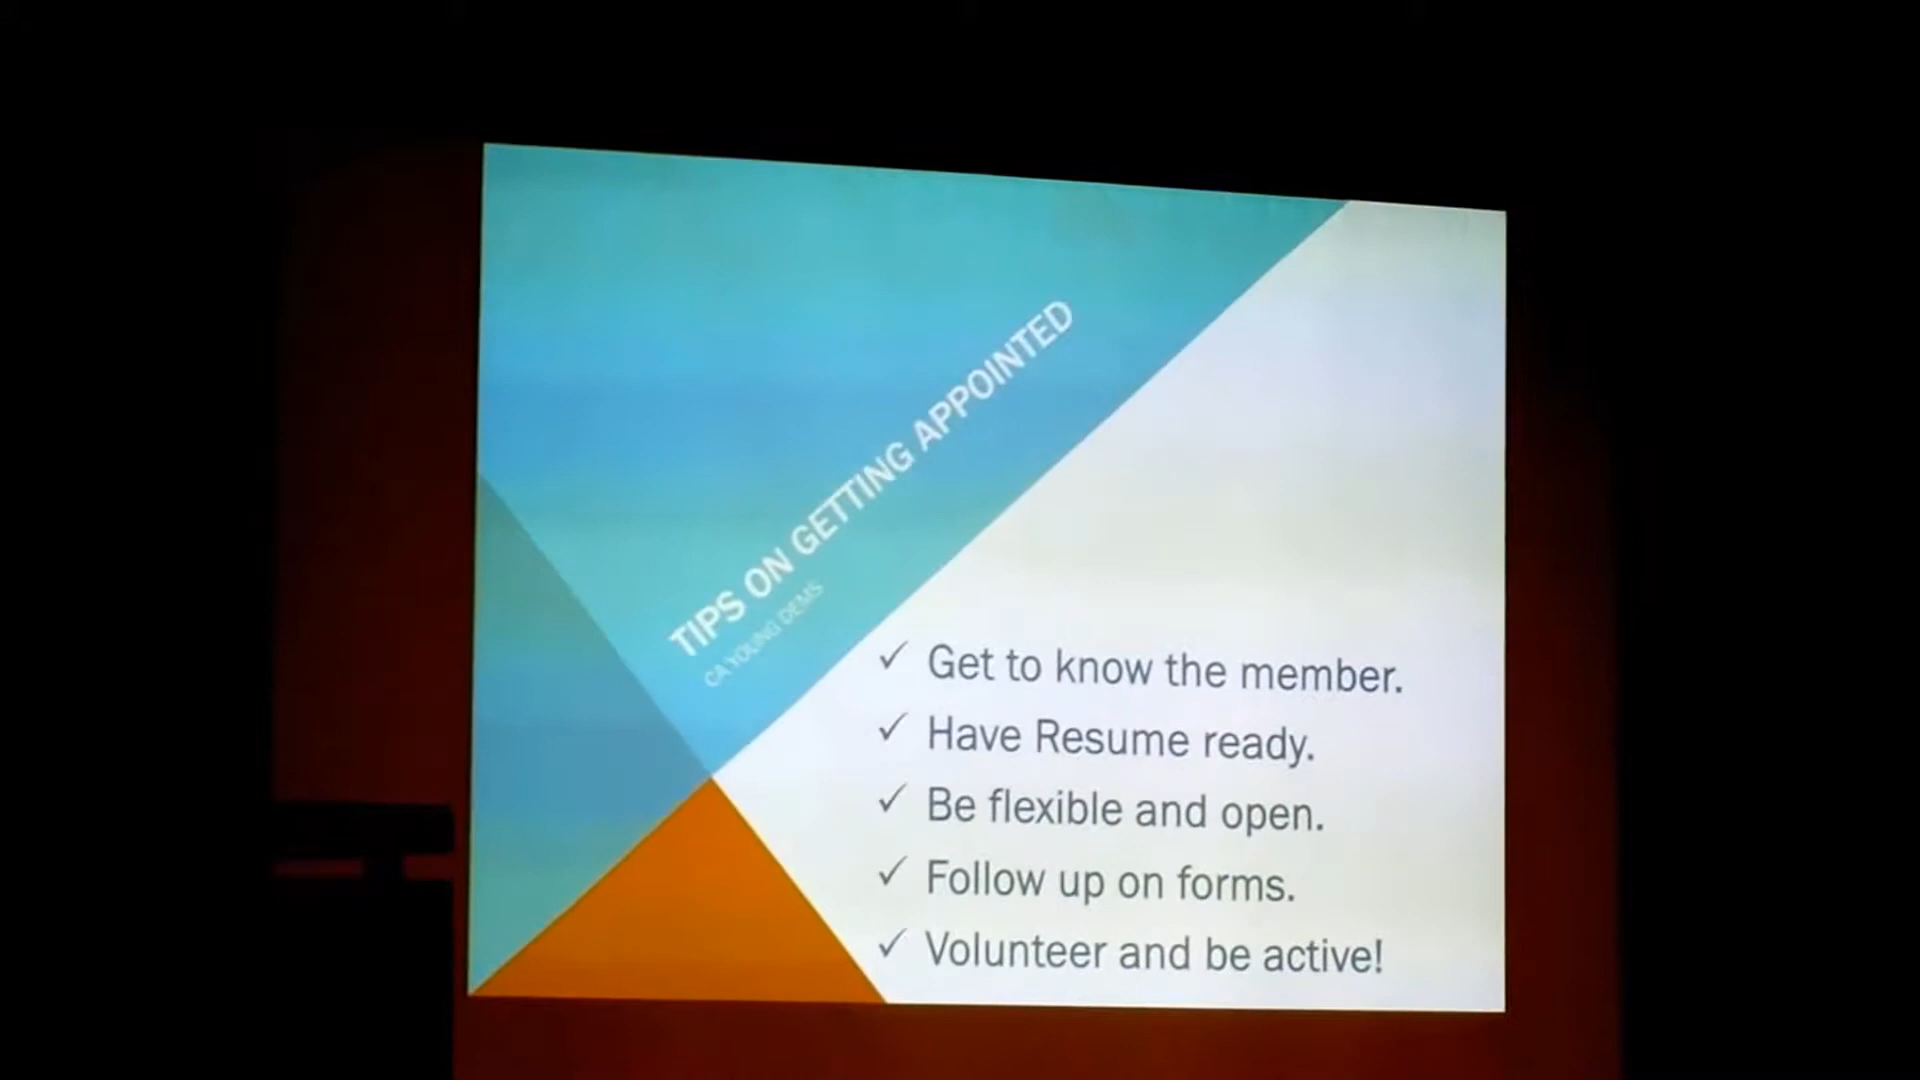 TIPS ON GETTING APPOINTED
CA YOUNG DEMS
✓ Get to know the member.
✓ Have Resume ready.
✓ Be flexible and open.
✓ Follow up on forms.
✓ Volunteer and be active!